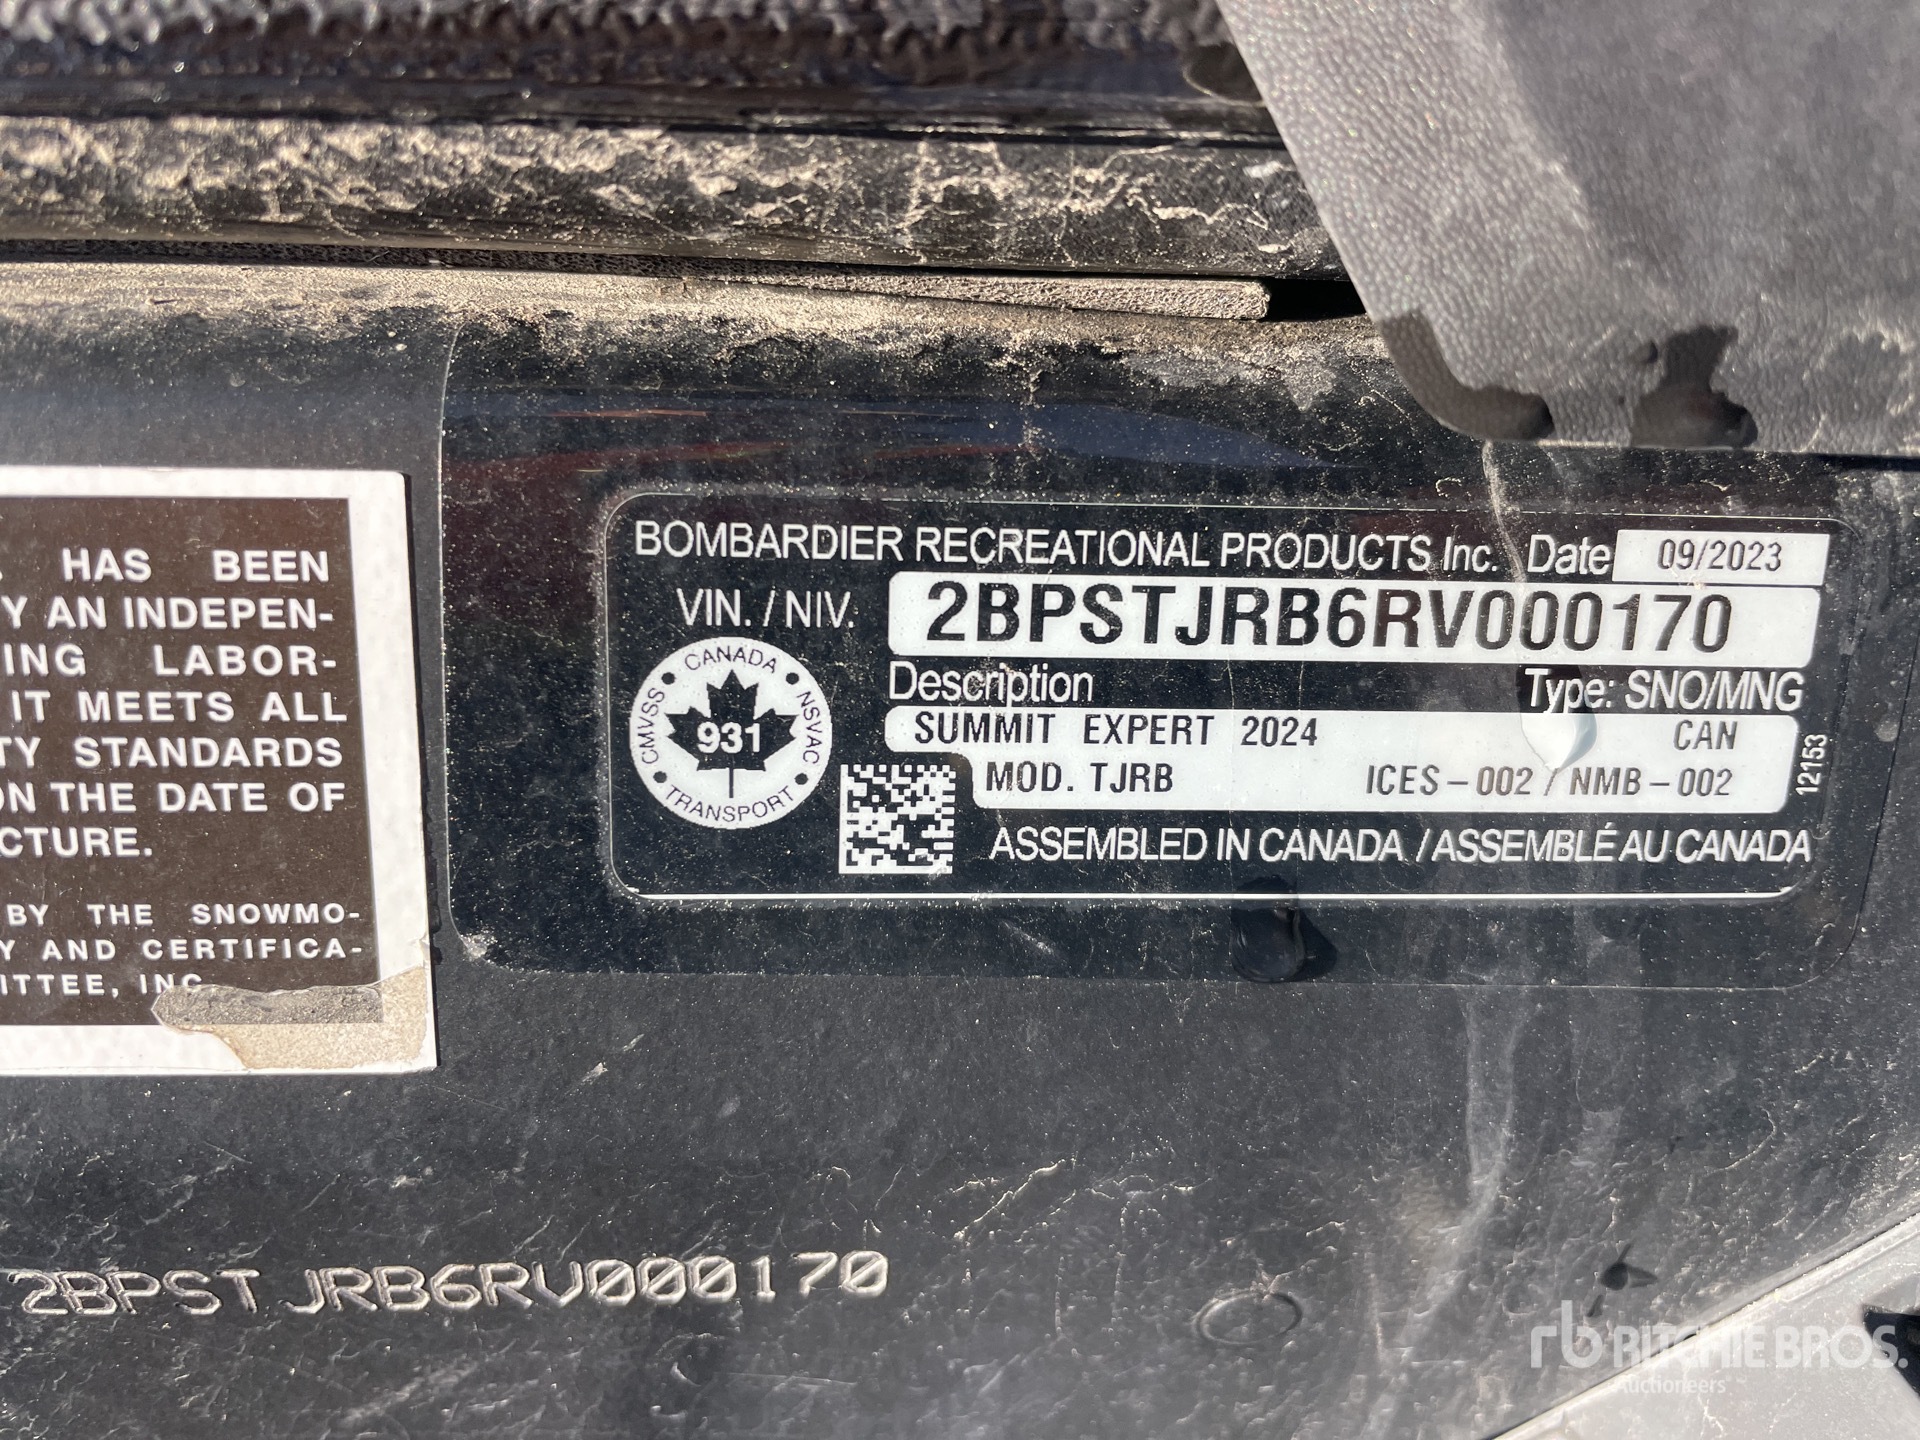 HAS BEEN
Y AN INDEPEN-
ING LABOR-
IT MEETS ALL
TY STANDARDS
ON THE DATE OF
CTURE.
BY THE SNOWMO-
Y AND CERTIFICA-
ITTEE, INC
BOMBARDIER RECREATIONAL PRODUCTS Inc. Date 09/2023
VIN. / NIV. 2BPSTJRB6RV000170
Description Type: SNO/MNG
SUMMIT EXPERT 2024 CAN
MOD. TJRB ICES-002 / NMB-002
12153
CANADA
CMVSS • NSVAC
931
TRANSPORT
ASSEMBLED IN CANADA / ASSEMBLÉ AU CANADA
2BPSTJRB6RV000170
rb RITCHIE BROS.
Auctioneers